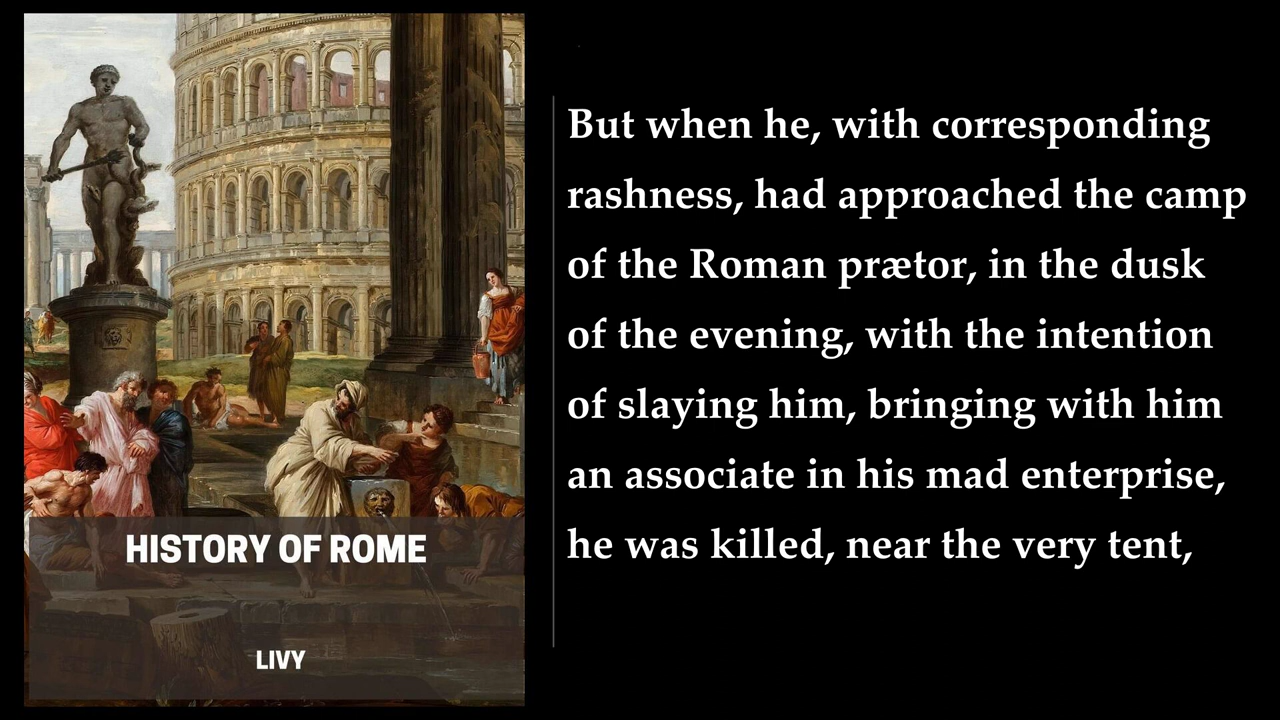 HISTORY OF ROME
LIVY
But when he, with corresponding
rashness, had approached the camp
of the Roman prætor, in the dusk
of the evening, with the intention
of slaying him, bringing with him
an associate in his mad enterprise,
he was killed, near the very tent,